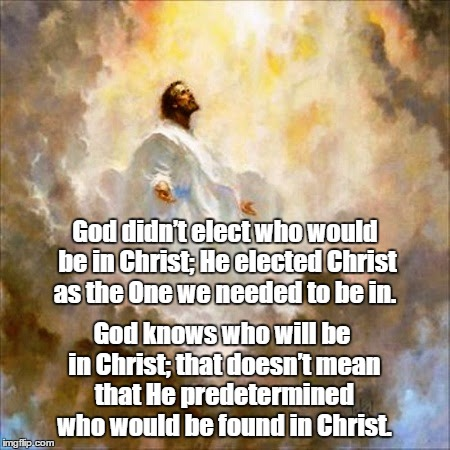 God didn't elect who would
be in Christ; He elected Christ
as the One we needed to be in.
God knows who will be
in Christ; that doesn't mean
that He predetermined
who would be found in Christ.
imgflip.com